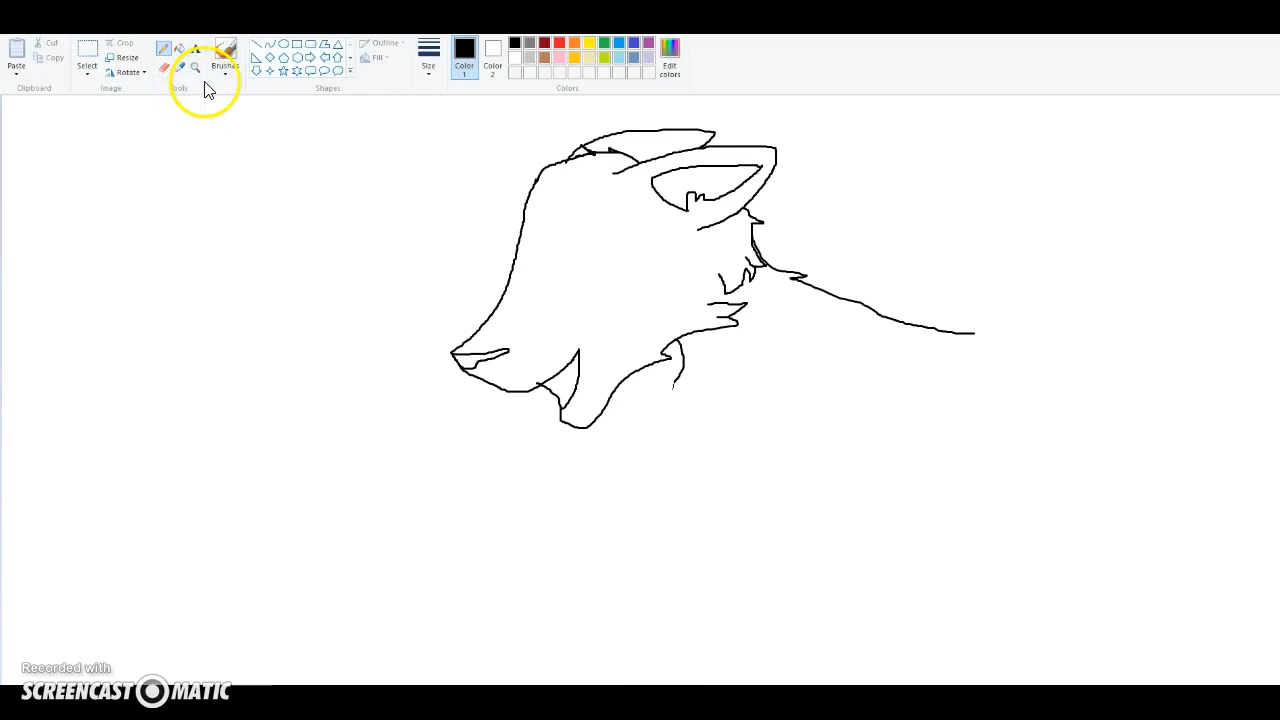 Paste
Cut
Copy
Clipboard
Select
Crop
Resize
Rotate
Image
A
Tools
Brushes
Shapes
Outline
Fill
Size
Color 1
Color 2
Edit colors
Colors
Recorded with
SCREENCAST MATIC